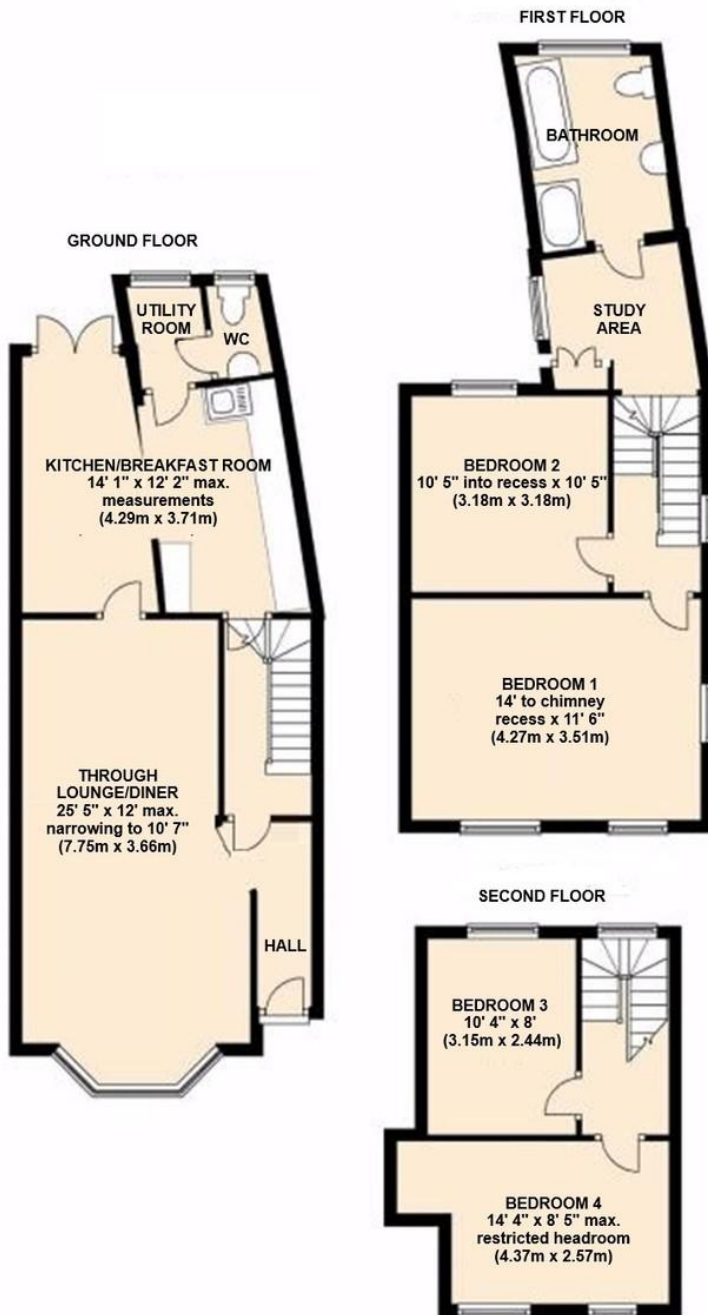 FIRST FLOOR
BATHROOM
STUDY
AREA
BEDROOM 2
10' 5" into recess x 10' 5"
(3.18m x 3.18m)
BEDROOM 1
14' to chimney
recess x 11' 6"
(4.27m x 3.51m)
GROUND FLOOR
UTILITY
ROOM
WC
KITCHEN/BREAKFAST ROOM
14' 1" x 12' 2" max.
measurements
(4.29m x 3.71m)
THROUGH
LOUNGE/DINER
25' 5" x 12' max.
narrowing to 10' 7"
(7.75m x 3.66m)
HALL
SECOND FLOOR
BEDROOM 3
10' 4" x 8'
(3.15m x 2.44m)
BEDROOM 4
14' 4" x 8' 5" max.
restricted headroom
(4.37m x 2.57m)